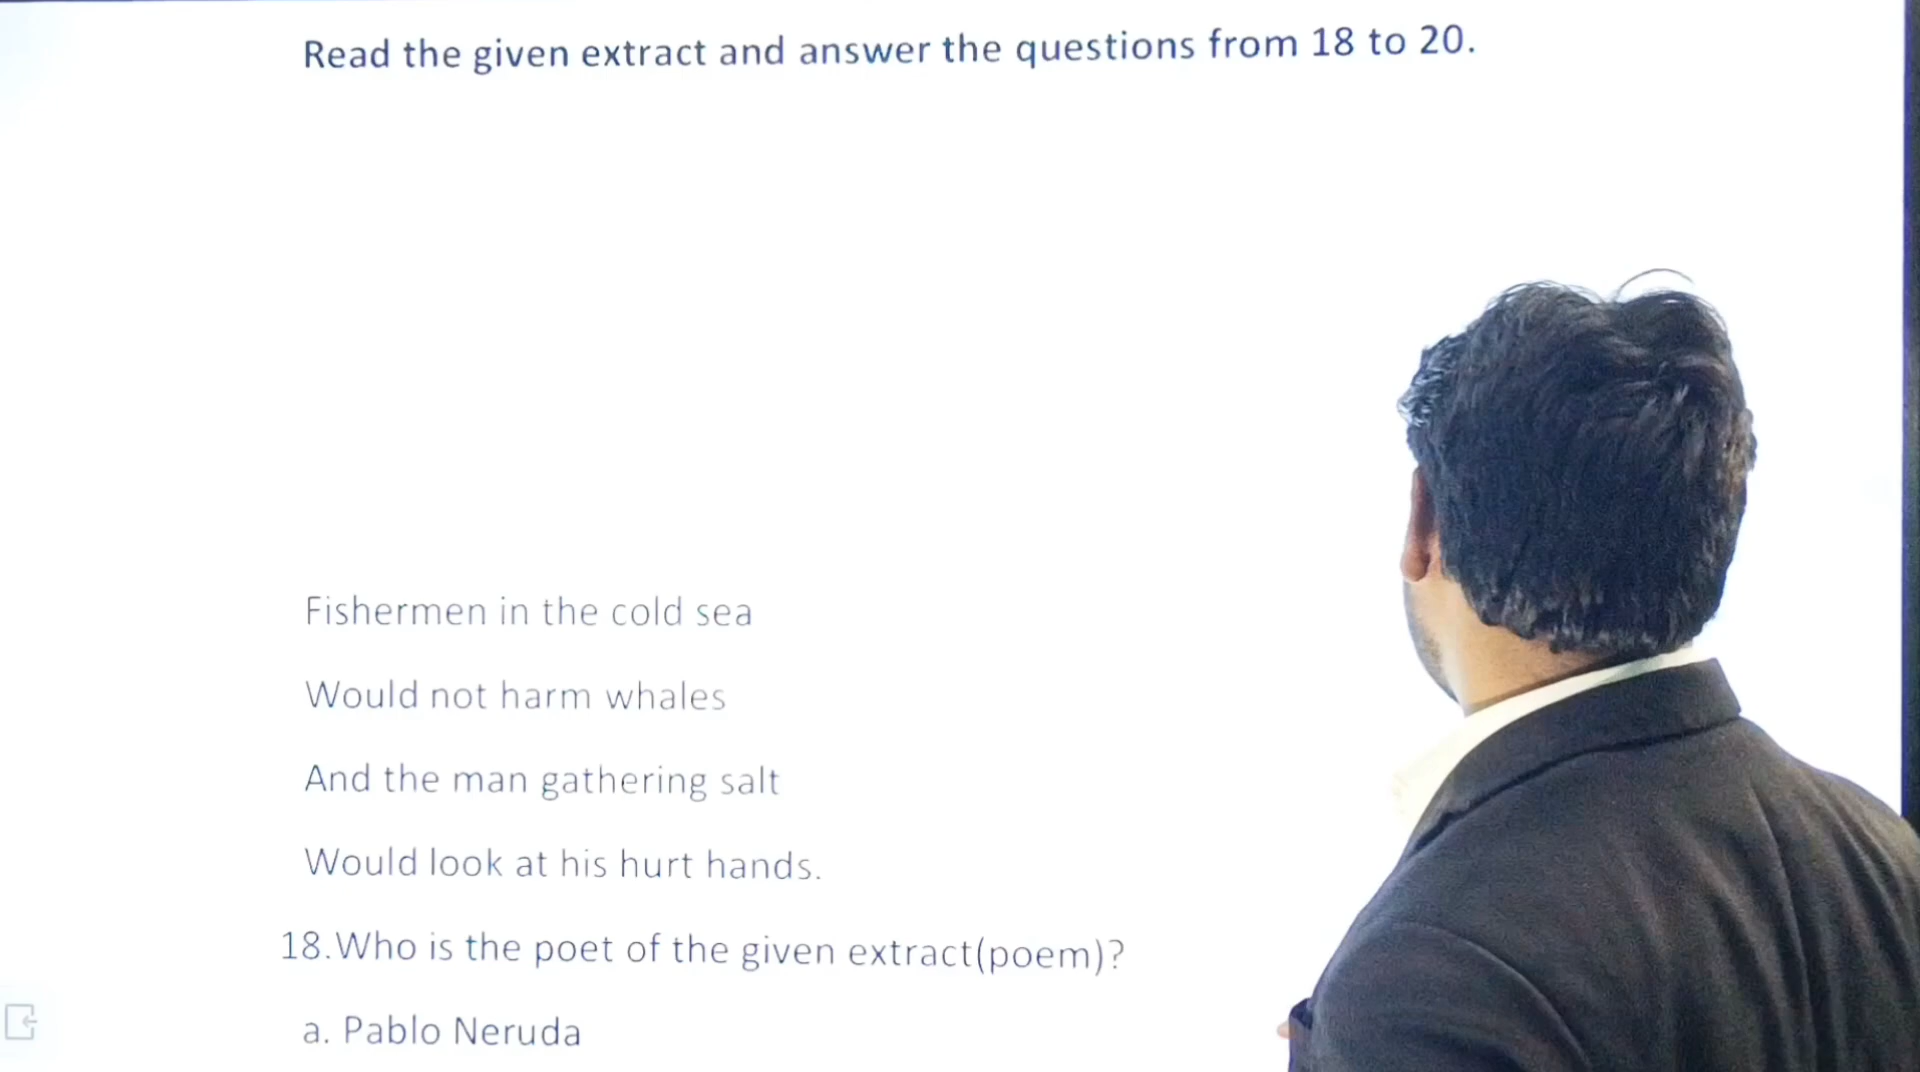 Read the given extract and answer the questions from 18 to 20.
Fishermen in the cold sea
Would not harm whales
And the man gathering salt
Would look at his hurt hands.
18.Who is the poet of the given extract(poem)?
a. Pablo Neruda